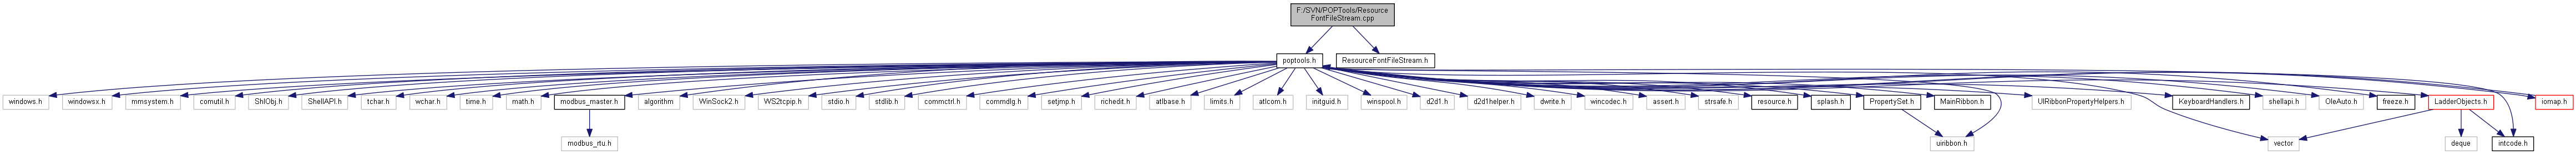 F:/SVN/POPTools/Resource
FontFileStream.cpp
poptools.h
ResourceFontFileStream.h
windows.h
windowsx.h
mmsystem.h
comutil.h
ShlObj.h
ShellAPI.h
tchar.h
wchar.h
time.h
math.h
modbus_master.h
algorithm
WinSock2.h
WS2tcpip.h
stdio.h
stdlib.h
commctrl.h
commdlg.h
setjmp.h
richedit.h
atlbase.h
limits.h
atlcom.h
initguid.h
winspool.h
d2d1.h
d2d1helper.h
dwrite.h
wincodec.h
assert.h
strsafe.h
resource.h
splash.h
PropertySet.h
MainRibbon.h
UIRibbonPropertyHelpers.h
KeyboardHandlers.h
shellapi.h
OleAuto.h
freeze.h
LadderObjects.h
iomap.h
modbus_rtu.h
uiribbon.h
vector
deque
intcode.h